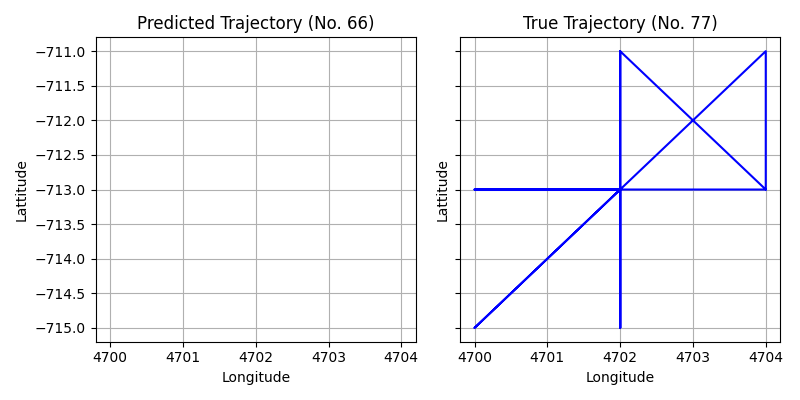 Predicted Trajectory (No. 66)
−711.0
−711.5
−712.0
−712.5
−713.0
−713.5
−714.0
−714.5
−715.0
Lattitude
4700 4701 4702 4703 4704
Longitude
True Trajectory (No. 77)
Lattitude
4700 4701 4702 4703 4704
Longitude